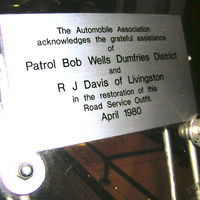 The Automobile Association
acknowledges the grateful assistance
of
Patrol Bob Wells Dumfries District
and
R J Davis of Livingston
in the restoration of this
Road Service Outfit.
April 1980